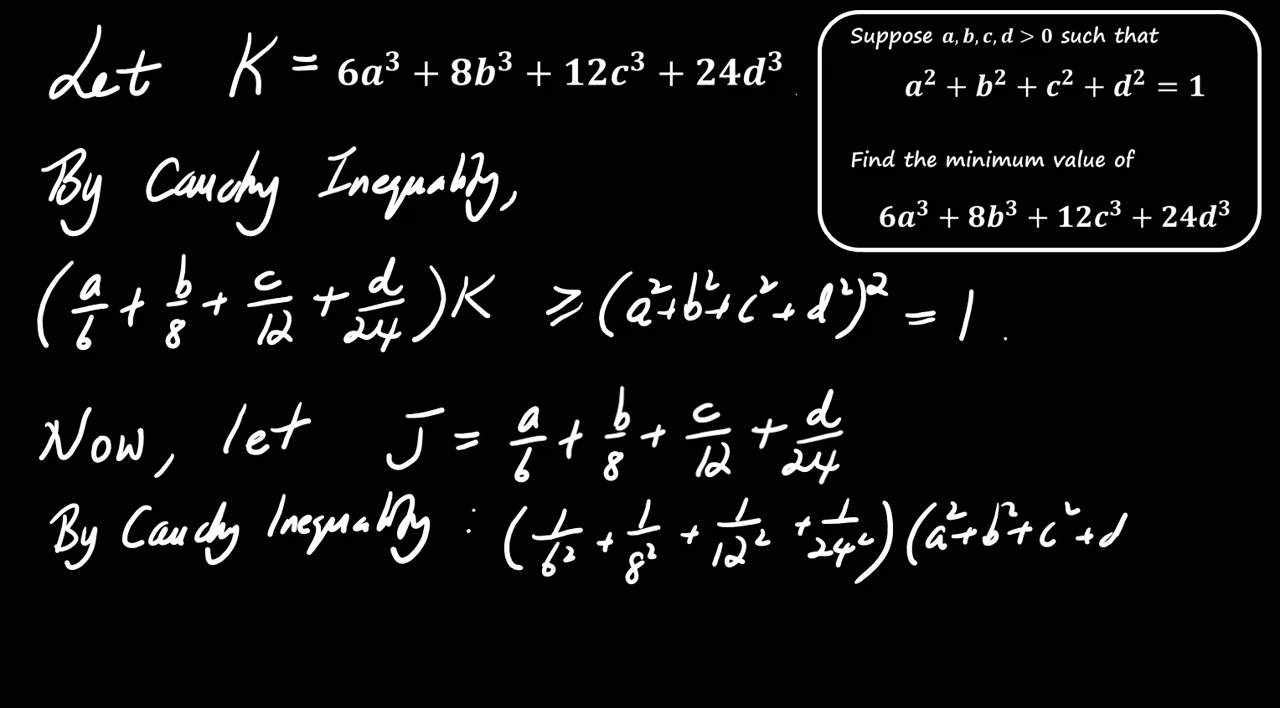 Let K = 6a³ + 8b³ + 12c³ + 24d³
Suppose a, b, c, d > 0 such that
a² + b² + c² + d² = 1
Find the minimum value of
6a³ + 8b³ + 12c³ + 24d³
By Cauchy Inequality,
(a/6 + b/8 + c/12 + d/24)K ≥ (a²+b²+c²+d²)² = 1.
Now, let J = a/6 + b/8 + c/12 + d/24
By Cauchy Inequality : (1/6² + 1/8² + 1/12² + 1/24²)(a²+b²+c²+d